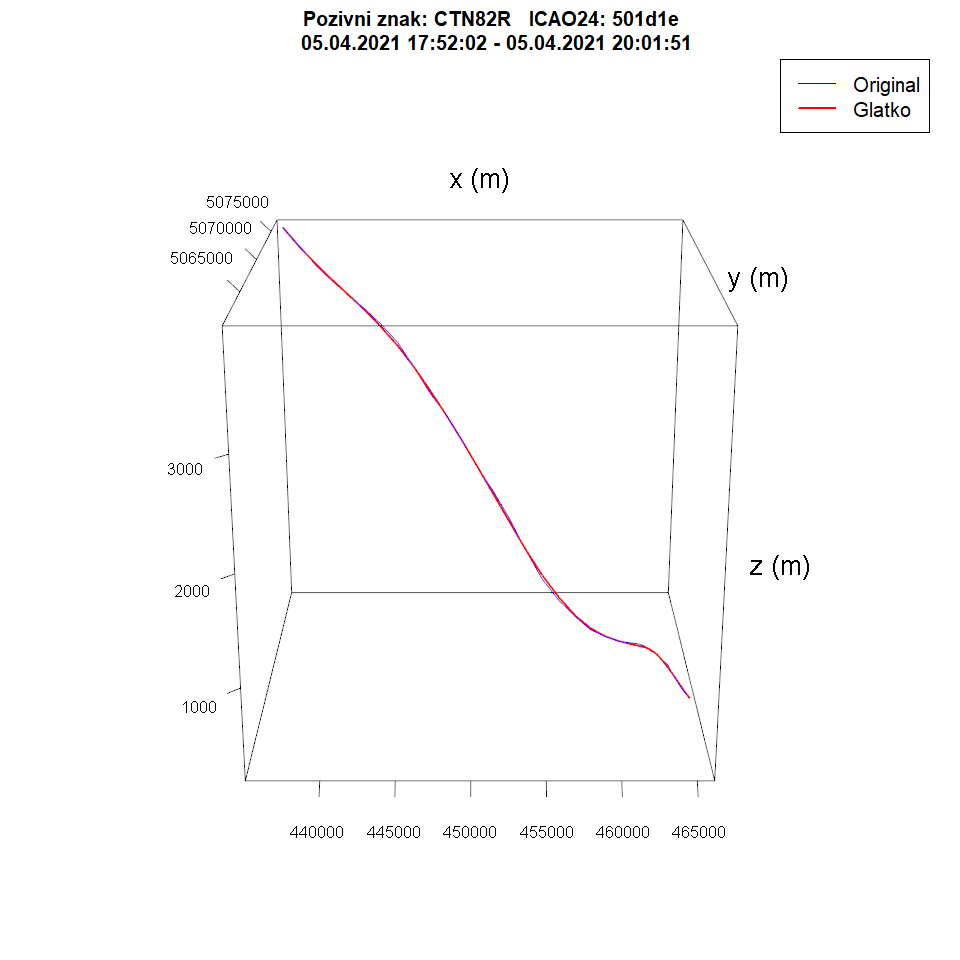 Pozivni znak: CTN82R ICAO24: 501d1e
05.04.2021 17:52:02 - 05.04.2021 20:01:51
Original
Glatko
x (m)
5075000
5070000
5065000
y (m)
3000
2000
z (m)
1000
440000 445000 450000 455000 460000 465000